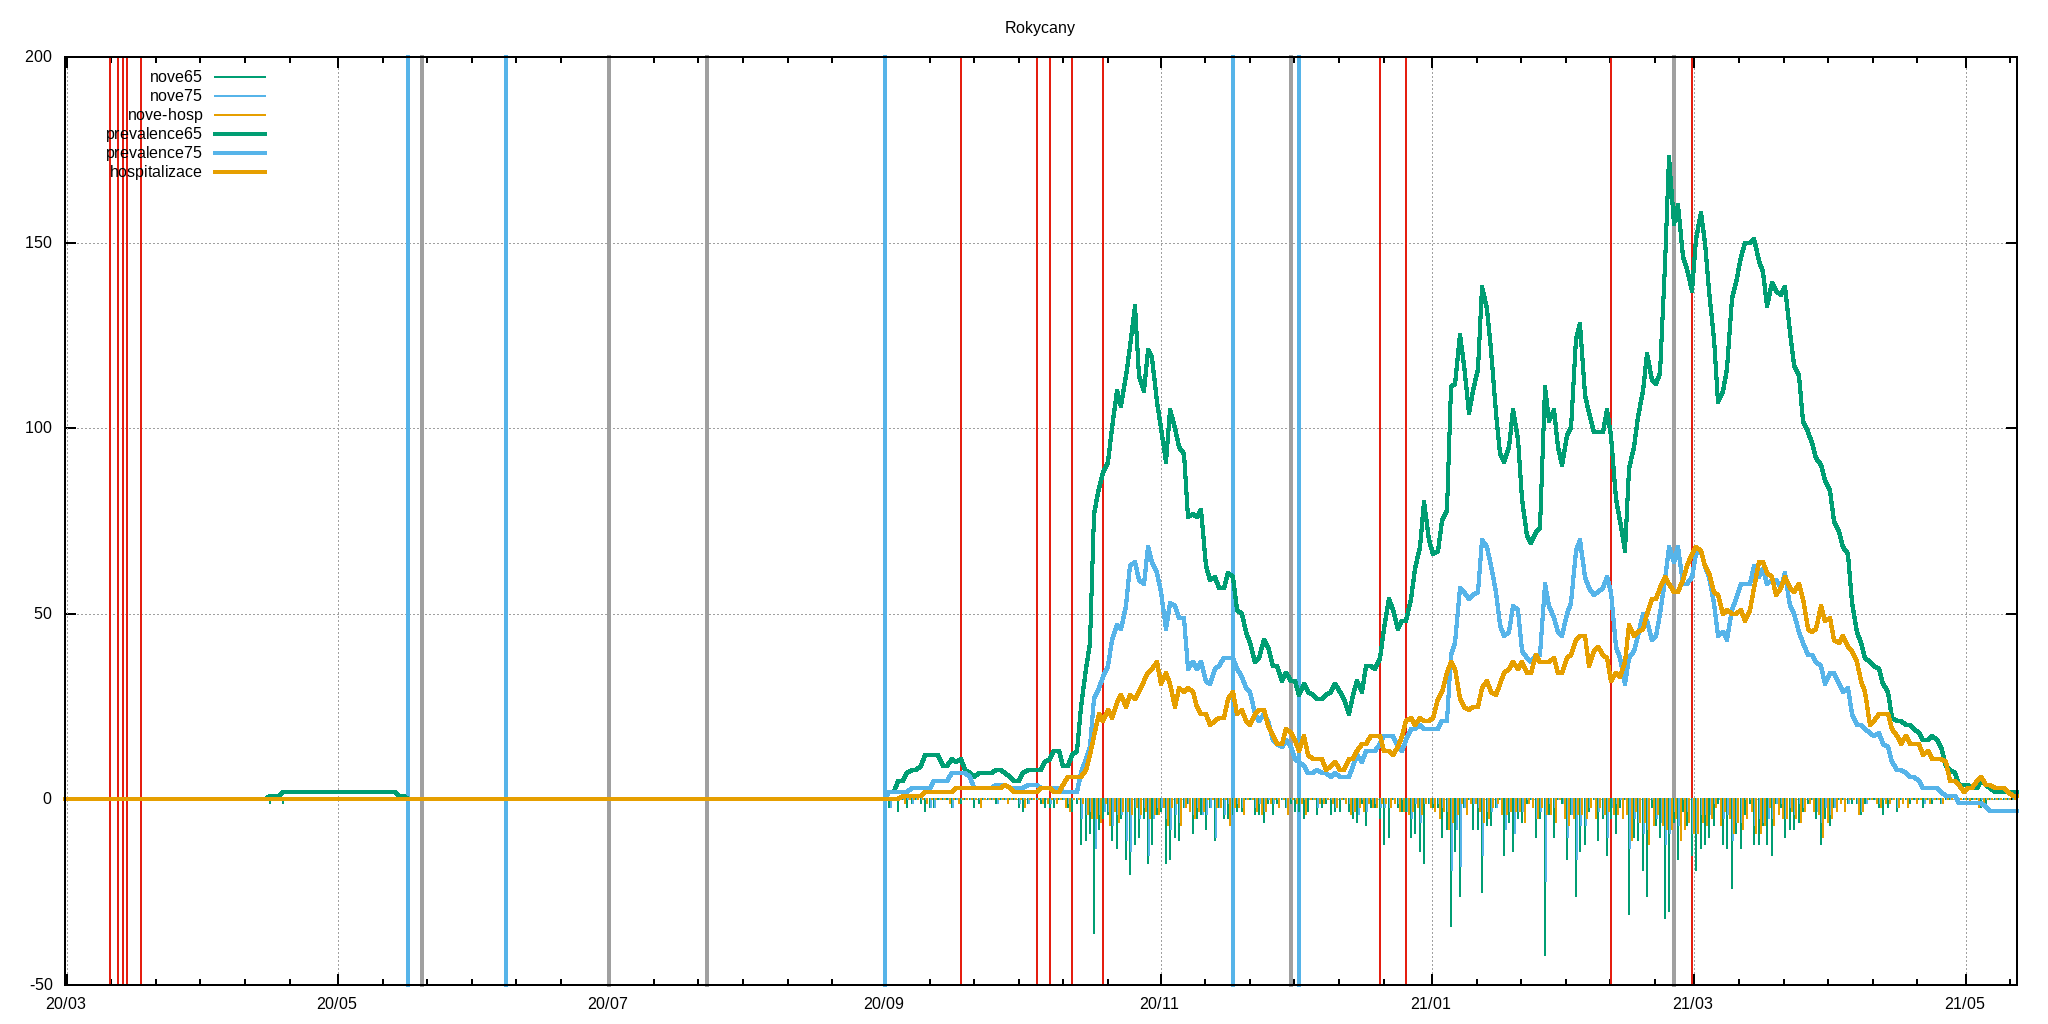 Rokycany
200
nove65
nove75
nove-hosp
prevalence65
prevalence75
hospitalizace
150
100
50
0
-50
20/03 20/05 20/07 20/09 20/11 21/01 21/03 21/05